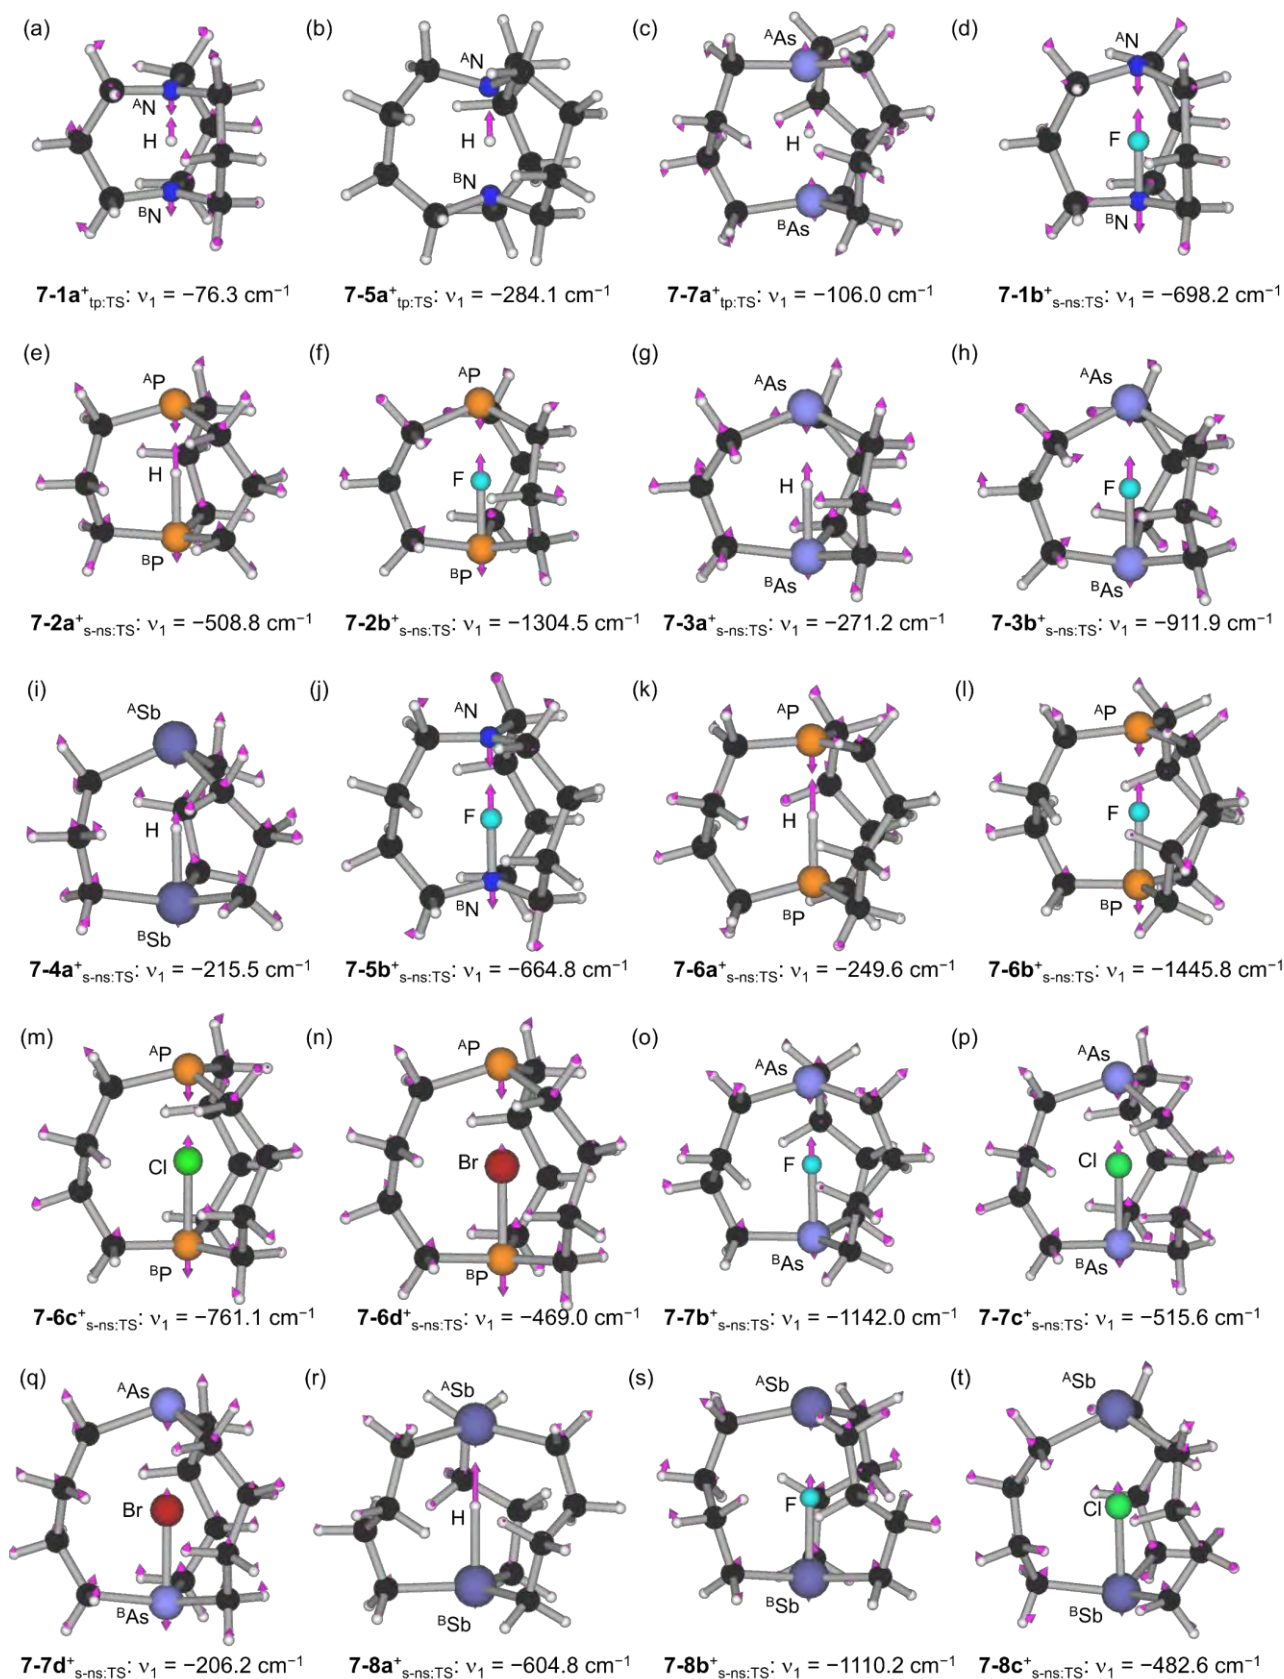 (a) (b) (c) (d)
ᴬN ᴬN ᴬAs ᴬN
H H H F
ᴮN ᴮN ᴮAs ᴮN
7-1a⁺tp:TS: ν₁ = −76.3 cm⁻¹ 7-5a⁺tp:TS: ν₁ = −284.1 cm⁻¹ 7-7a⁺tp:TS: ν₁ = −106.0 cm⁻¹ 7-1b⁺s-ns:TS: ν₁ = −698.2 cm⁻¹
(e) (f) (g) (h)
ᴬP ᴬP ᴬAs ᴬAs
H F H F
ᴮP ᴮP ᴮAs ᴮAs
7-2a⁺s-ns:TS: ν₁ = −508.8 cm⁻¹ 7-2b⁺s-ns:TS: ν₁ = −1304.5 cm⁻¹ 7-3a⁺s-ns:TS: ν₁ = −271.2 cm⁻¹ 7-3b⁺s-ns:TS: ν₁ = −911.9 cm⁻¹
(i) (j) (k) (l)
ᴬSb ᴬN ᴬP ᴬP
H F H F
ᴮSb ᴮN ᴮP ᴮP
7-4a⁺s-ns:TS: ν₁ = −215.5 cm⁻¹ 7-5b⁺s-ns:TS: ν₁ = −664.8 cm⁻¹ 7-6a⁺s-ns:TS: ν₁ = −249.6 cm⁻¹ 7-6b⁺s-ns:TS: ν₁ = −1445.8 cm⁻¹
(m) (n) (o) (p)
ᴬP ᴬP ᴬAs ᴬAs
Cl Br F Cl
ᴮP ᴮP ᴮAs ᴮAs
7-6c⁺s-ns:TS: ν₁ = −761.1 cm⁻¹ 7-6d⁺s-ns:TS: ν₁ = −469.0 cm⁻¹ 7-7b⁺s-ns:TS: ν₁ = −1142.0 cm⁻¹ 7-7c⁺s-ns:TS: ν₁ = −515.6 cm⁻¹
(q) (r) (s) (t)
ᴬAs ᴬSb ᴬSb ᴬSb
Br H F Cl
ᴮAs ᴮSb ᴮSb ᴮSb
7-7d⁺s-ns:TS: ν₁ = −206.2 cm⁻¹ 7-8a⁺s-ns:TS: ν₁ = −604.8 cm⁻¹ 7-8b⁺s-ns:TS: ν₁ = −1110.2 cm⁻¹ 7-8c⁺s-ns:TS: ν₁ = −482.6 cm⁻¹